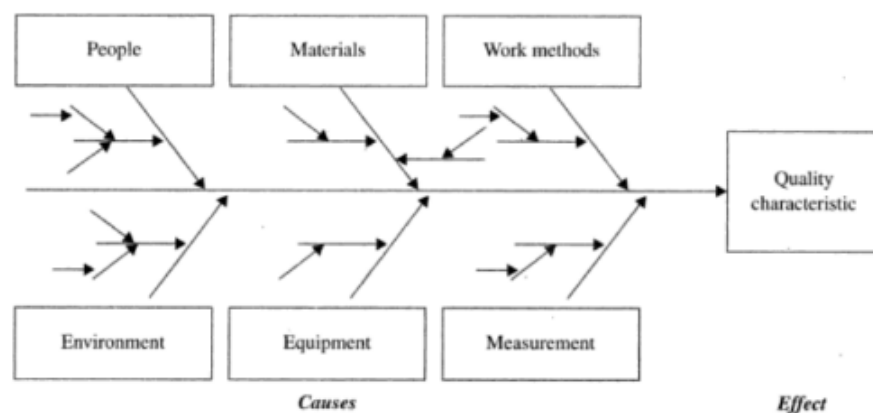 People
Materials
Work methods
Quality
characteristic
Environment
Equipment
Measurement
Causes
Effect